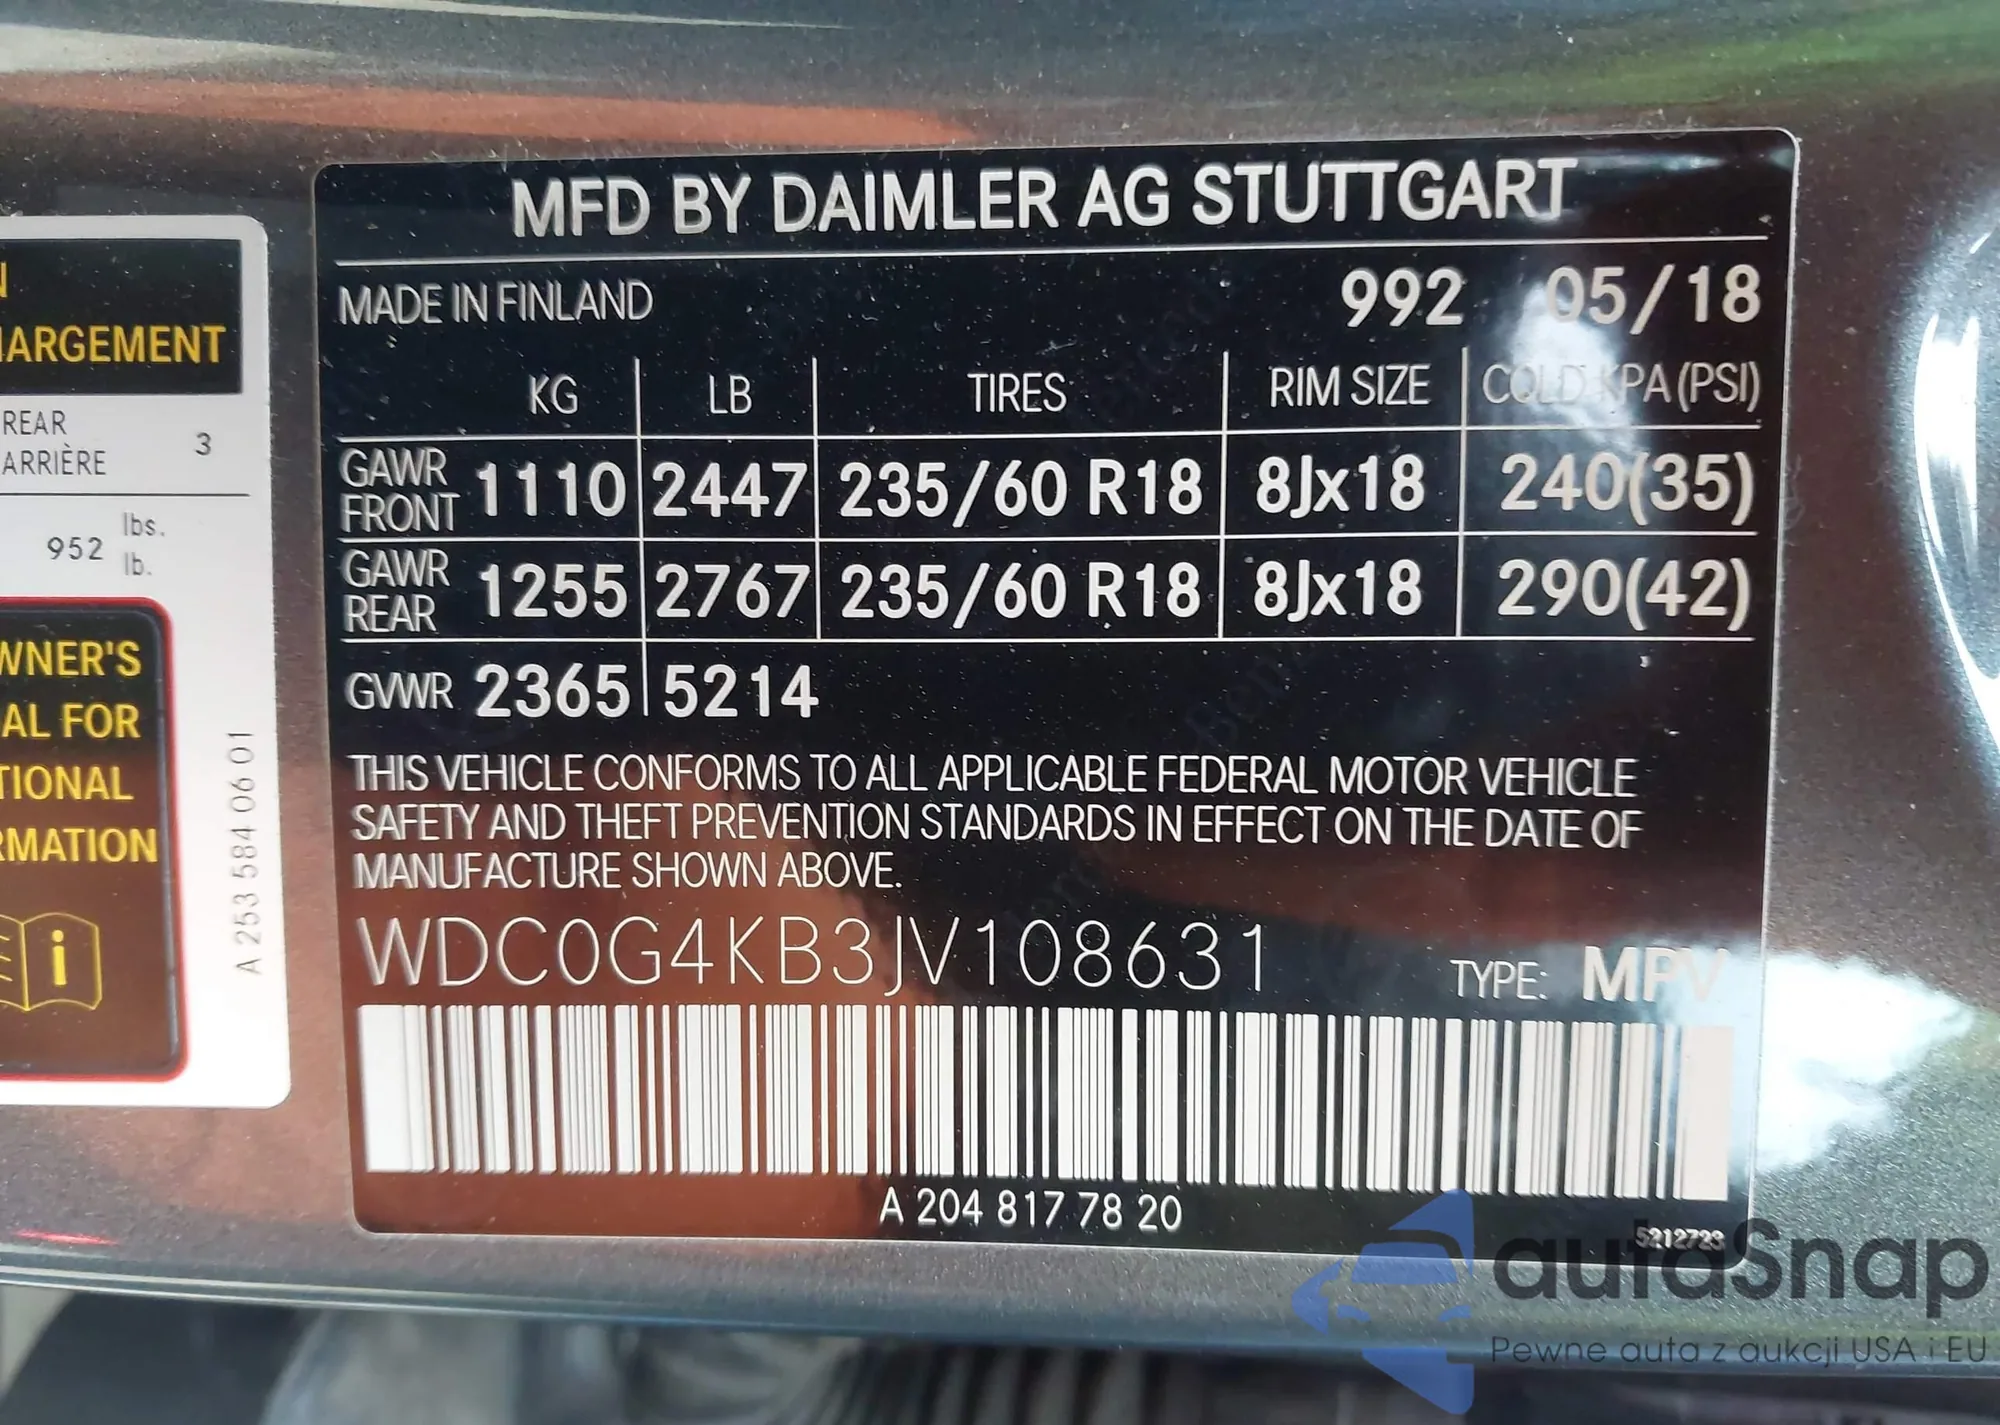 MFD BY DAIMLER AG STUTTGART
MADE IN FINLAND 992 05/18
KG LB TIRES RIM SIZE COLD KPA (PSI)
GAWR FRONT 1110 2447 235/60 R18 8Jx18 240(35)
GAWR REAR 1255 2767 235/60 R18 8Jx18 290(42)
GVWR 2365 5214
THIS VEHICLE CONFORMS TO ALL APPLICABLE FEDERAL MOTOR VEHICLE
SAFETY AND THEFT PREVENTION STANDARDS IN EFFECT ON THE DATE OF
MANUFACTURE SHOWN ABOVE.
WDC0G4KB3JV108631 TYPE: MPV
A 204 817 78 20
5212723
N
HARGEMENT
REAR
ARRIÈRE 3
952 lbs.
lb.
WNER'S
AL FOR
TIONAL
RMATION
i
A 253 584 06 01
autaSnap
Pewne auta z aukcji USA i EU